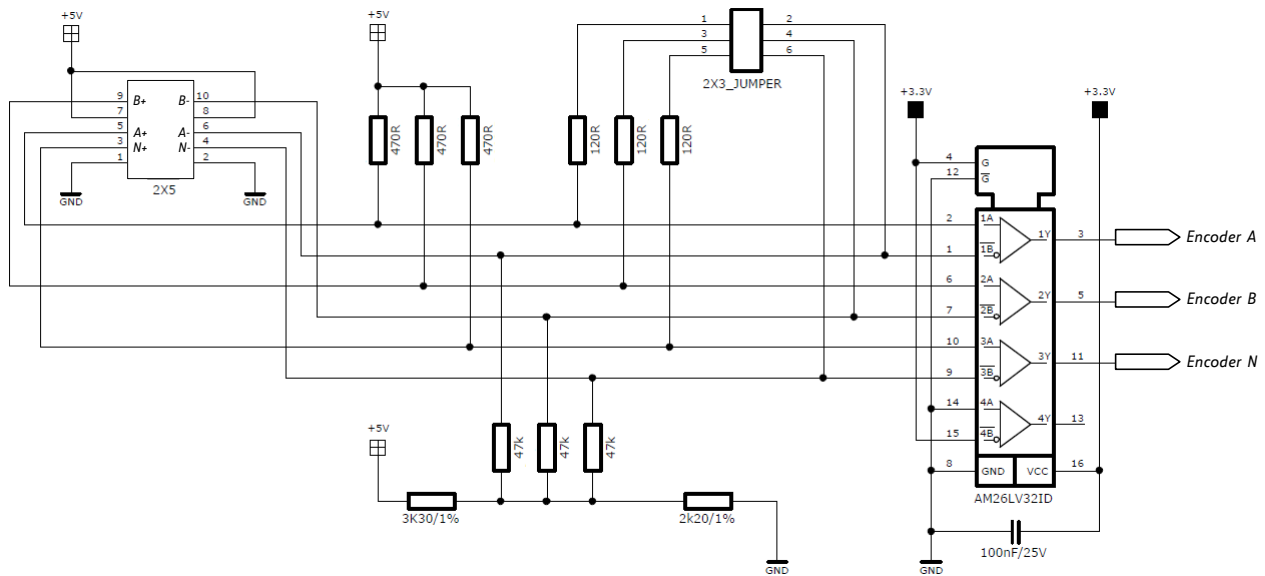 +5V
+5V
1 2
3 4
5 6
2X3_JUMPER
9 B+ B- 10
7 8
5 A+ A- 6
3 N+ N- 4
1 2
2X5
GND GND
470R 470R 470R
120R 120R 120R
+3.3V +3.3V
4 G
12 G
2 1A 1Y 3 Encoder A
1 1B
6 2A 2Y 5 Encoder B
7 2B
10 3A 3Y 11 Encoder N
9 3B
14 4A 4Y 13
15 4B
8 GND VCC 16
AM26LV32ID
+5V
47k 47k 47k
3K30/1% 2k20/1%
100nF/25V
GND GND